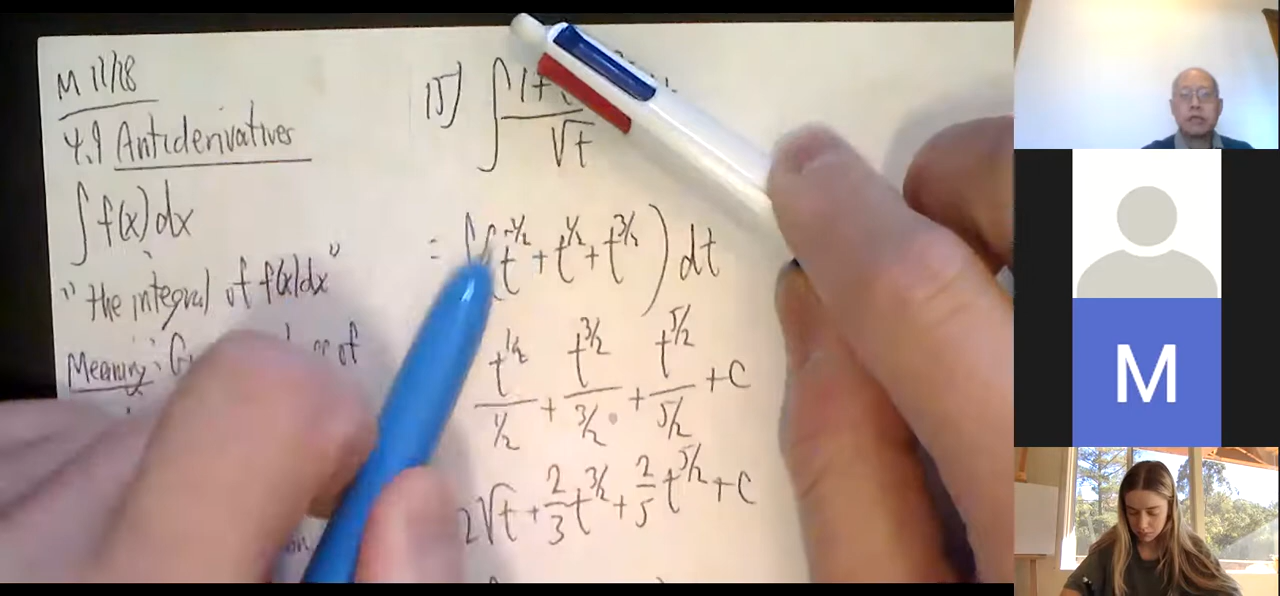 M 11/28
4.9 Antiderivatives
∫ f(x) dx
"the integral of f(x)dx"
Meaning: of
15) ∫ 1+ / √t
= ∫ ( t^-1/2 + t^1/2 + t^3/2 ) dt
t^1/2 / 1/2 + t^3/2 / 3/2 + t^5/2 / 5/2 + C
2√t + 2/3 t^3/2 + 2/5 t^5/2 + C
M